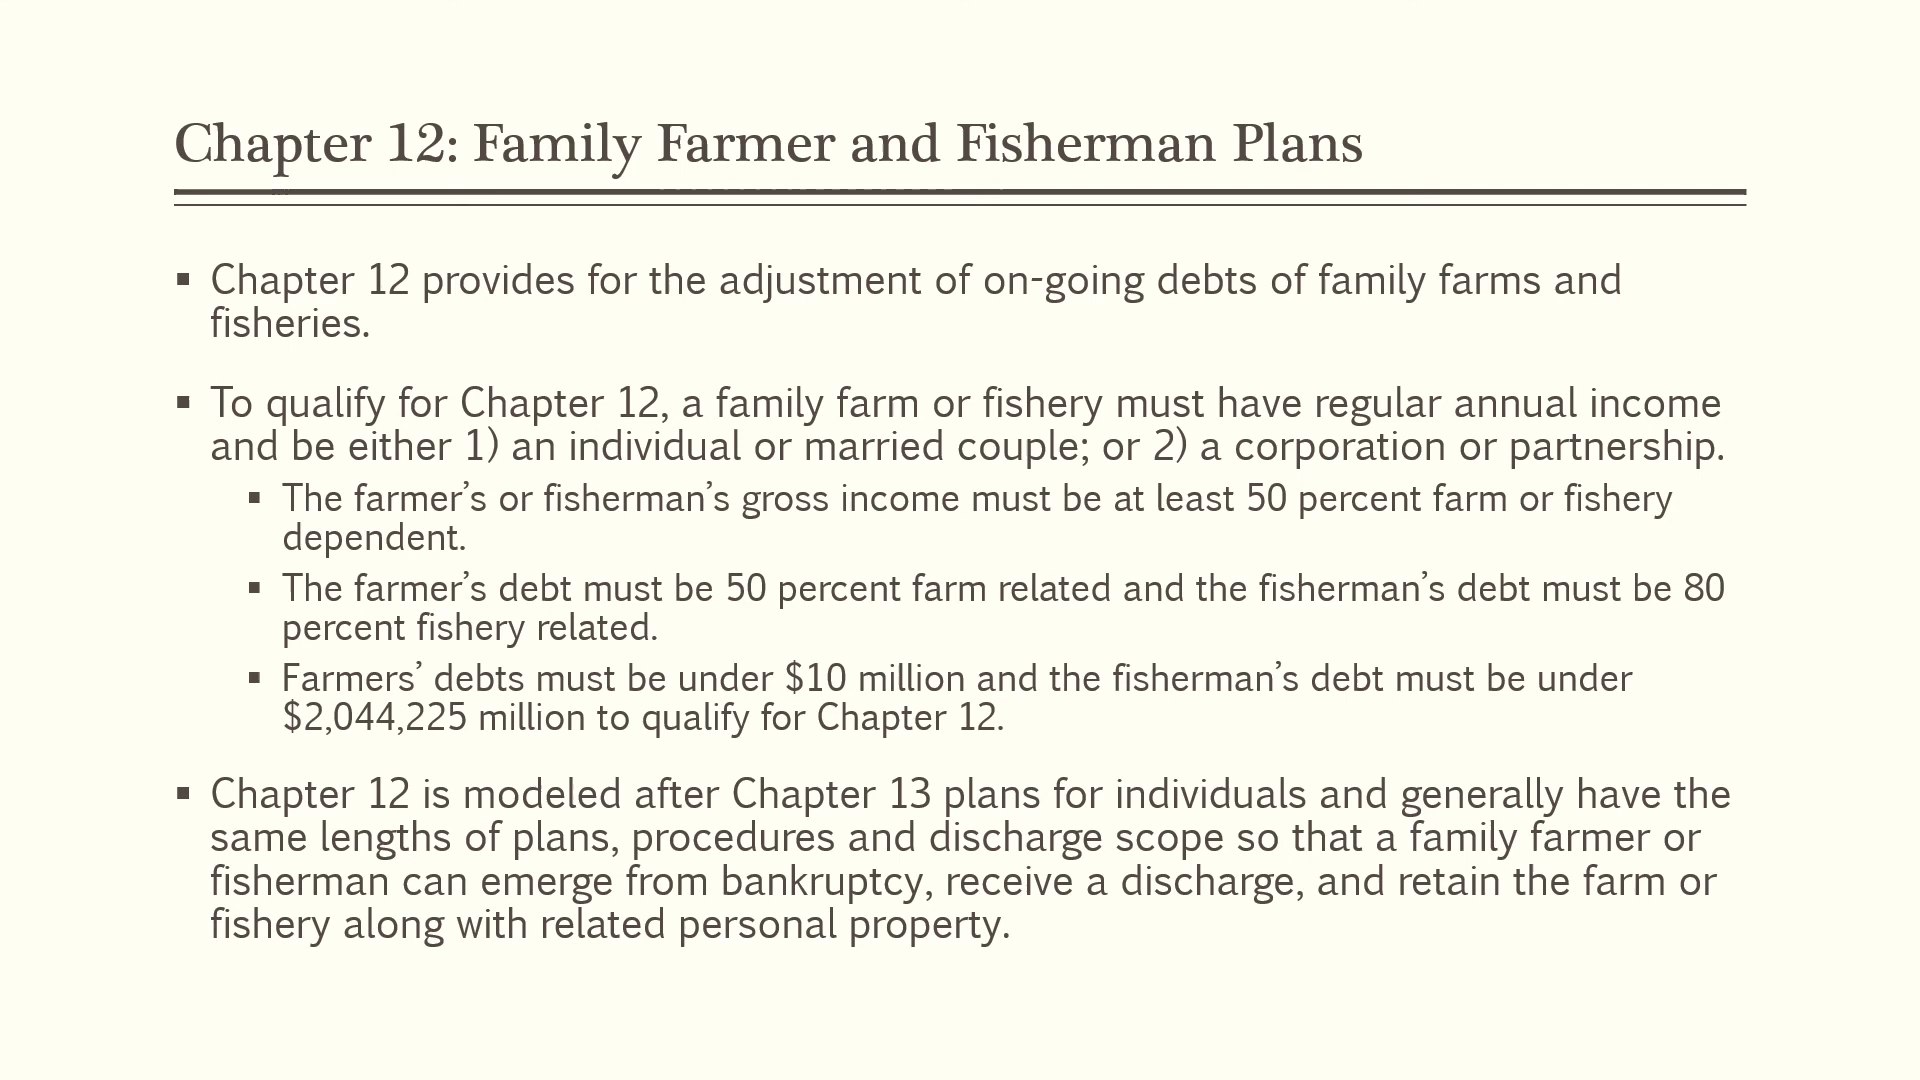 Chapter 12: Family Farmer and Fisherman Plans
▪ Chapter 12 provides for the adjustment of on-going debts of family farms and
fisheries.
▪ To qualify for Chapter 12, a family farm or fishery must have regular annual income
and be either 1) an individual or married couple; or 2) a corporation or partnership.
▪ The farmer’s or fisherman’s gross income must be at least 50 percent farm or fishery
dependent.
▪ The farmer’s debt must be 50 percent farm related and the fisherman’s debt must be 80
percent fishery related.
▪ Farmers’ debts must be under $10 million and the fisherman’s debt must be under
$2,044,225 million to qualify for Chapter 12.
▪ Chapter 12 is modeled after Chapter 13 plans for individuals and generally have the
same lengths of plans, procedures and discharge scope so that a family farmer or
fisherman can emerge from bankruptcy, receive a discharge, and retain the farm or
fishery along with related personal property.